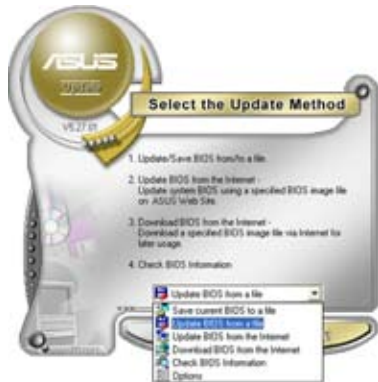 ASUS
Update
V6.27.01
Select the Update Method
1. Update/Save BIOS from/to a file.
2. Update BIOS from the Internet -
Update system BIOS using a specified BIOS image file
on ASUS Web Site.
3. Download BIOS from the Internet -
Download a specified BIOS image file via Internet for
later usage.
4. Check BIOS Information
Update BIOS from a file
Save current BIOS to a file
Update BIOS from a file
Update BIOS from the Internet
Download BIOS from the Internet
Check BIOS Information
Options